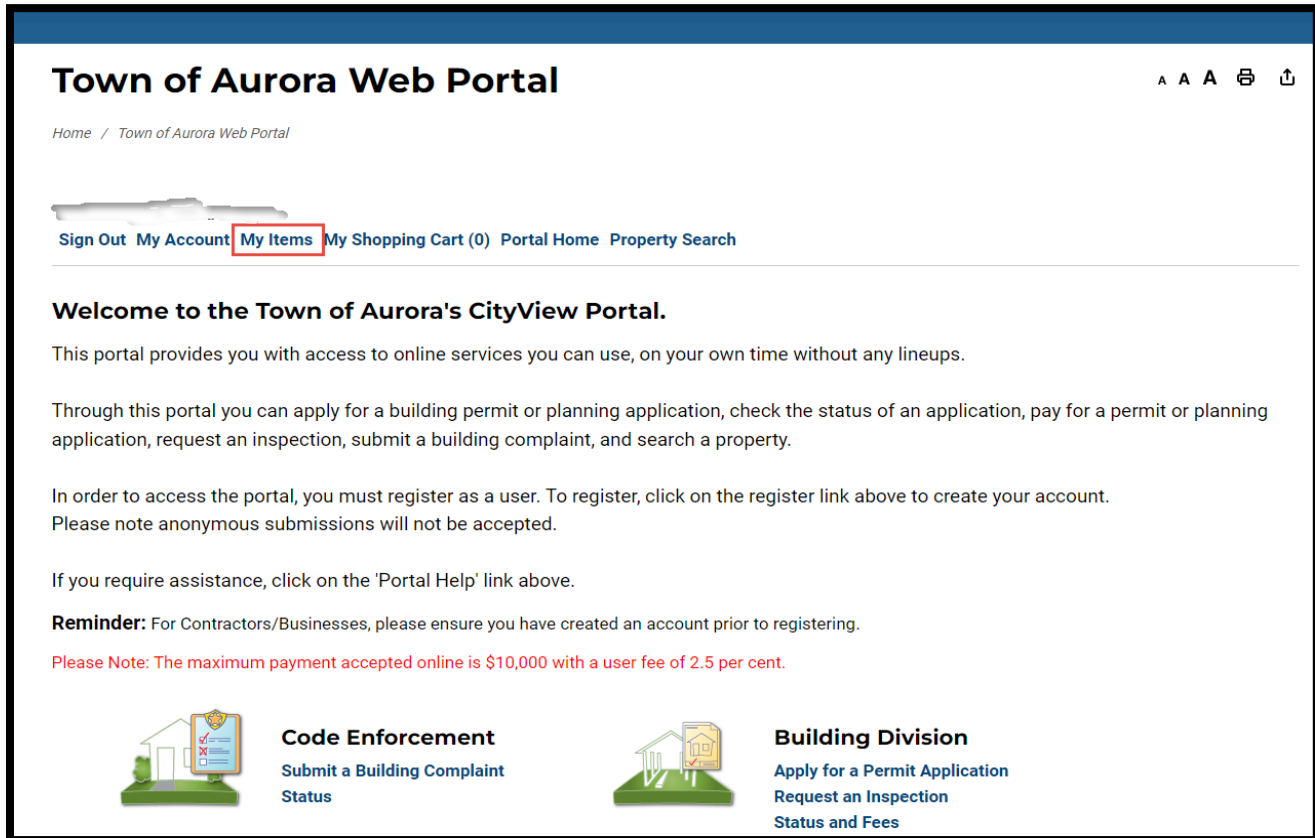 Town of Aurora Web Portal
A A A
Home / Town of Aurora Web Portal
Sign Out My Account My Items My Shopping Cart (0) Portal Home Property Search
Welcome to the Town of Aurora's CityView Portal.
This portal provides you with access to online services you can use, on your own time without any lineups.
Through this portal you can apply for a building permit or planning application, check the status of an application, pay for a permit or planning
application, request an inspection, submit a building complaint, and search a property.
In order to access the portal, you must register as a user. To register, click on the register link above to create your account.
Please note anonymous submissions will not be accepted.
If you require assistance, click on the 'Portal Help' link above.
Reminder: For Contractors/Businesses, please ensure you have created an account prior to registering.
Please Note: The maximum payment accepted online is $10,000 with a user fee of 2.5 per cent.
Code Enforcement
Submit a Building Complaint
Status
Building Division
Apply for a Permit Application
Request an Inspection
Status and Fees